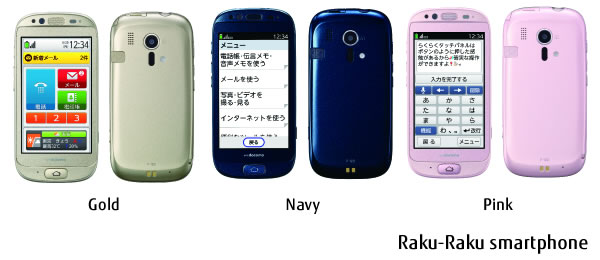 12:34
新着メール 2件
電話
メール
電話帳
1 2 3
12:34
メニュー
電話帳・伝言メモ・
音声メモを使う
メールを使う
写真・ビデオを
撮る・見る
インターネットを使う
戻る
docomo
12:34
らくらくタッチパネルは
ボタンのように押した感
触があるから確実な操作
ができますよ!
入力を完了する
あ か さ
た な は
ま や ら
機能 わ 改行
戻る メニュー
docomo
Gold
Navy
Pink
Raku-Raku smartphone